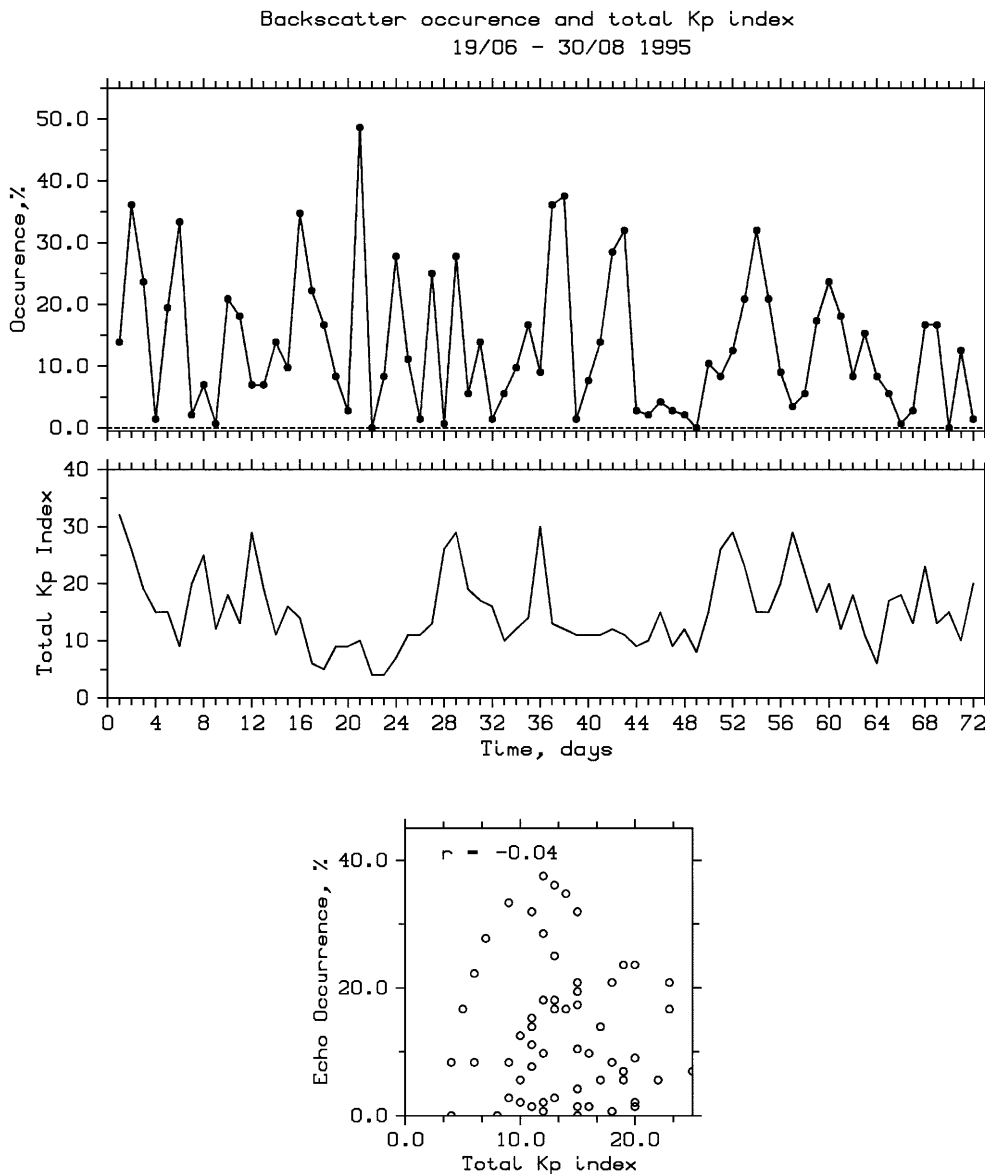 Backscatter occurence and total Kp index
19/06 - 30/08 1995
Occurence,%
50.0
40.0
30.0
20.0
10.0
0.0
Total Kp Index
40
30
20
10
0
0 4 8 12 16 20 24 28 32 36 40 44 48 52 56 60 64 68 72
Time, days
Echo Occurrence, %
r = -0.04
40.0
20.0
0.0
0.0 10.0 20.0
Total Kp index